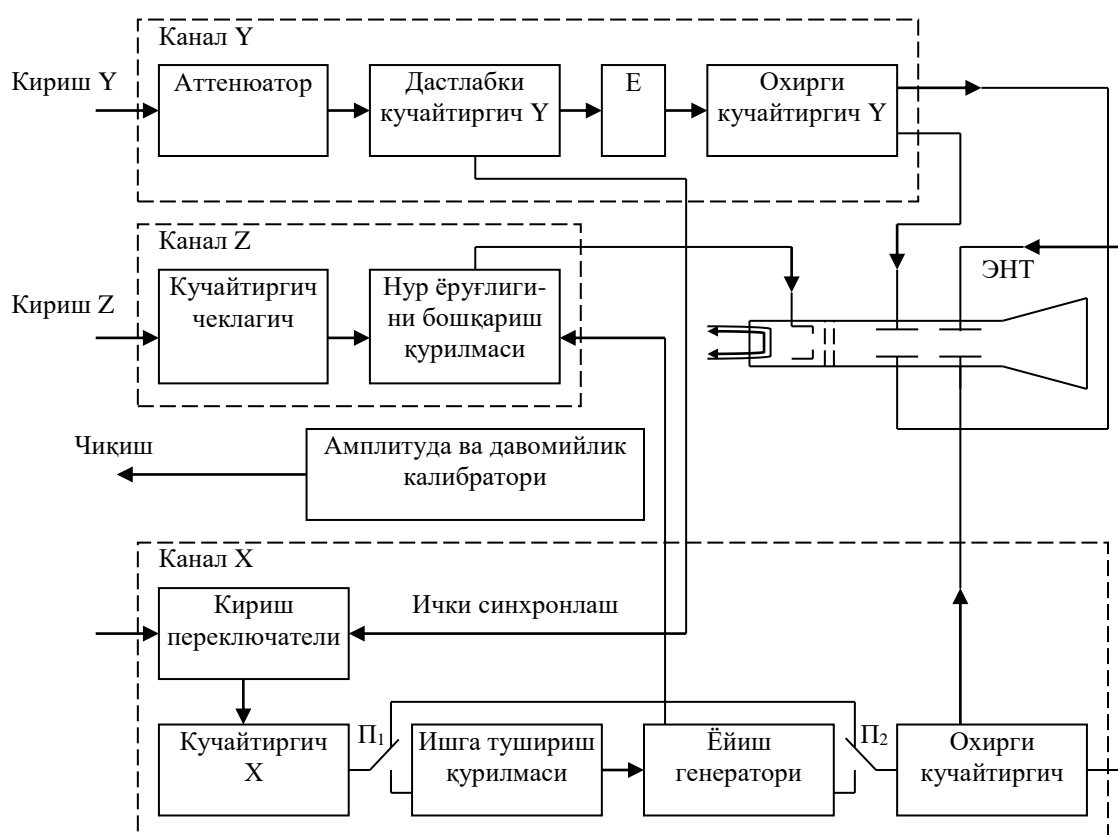 Канал Y
Кириш Y
Аттенюатор
Дастлабки
кучайтиргич Y
Е
Охирги
кучайтиргич Y
Канал Z
Кириш Z
Кучайтиргич
чеклагич
Нур ёруғлиги-
ни бошқариш
қурилмаси
ЭНТ
Чиқиш
Амплитуда ва давомийлик
калибратори
Канал X
Кириш
переключатели
Ички синхронлаш
Кучайтиргич
X
П1
Ишга тушириш
қурилмаси
Ёйиш
генератори
П2
Охирги
кучайтиргич